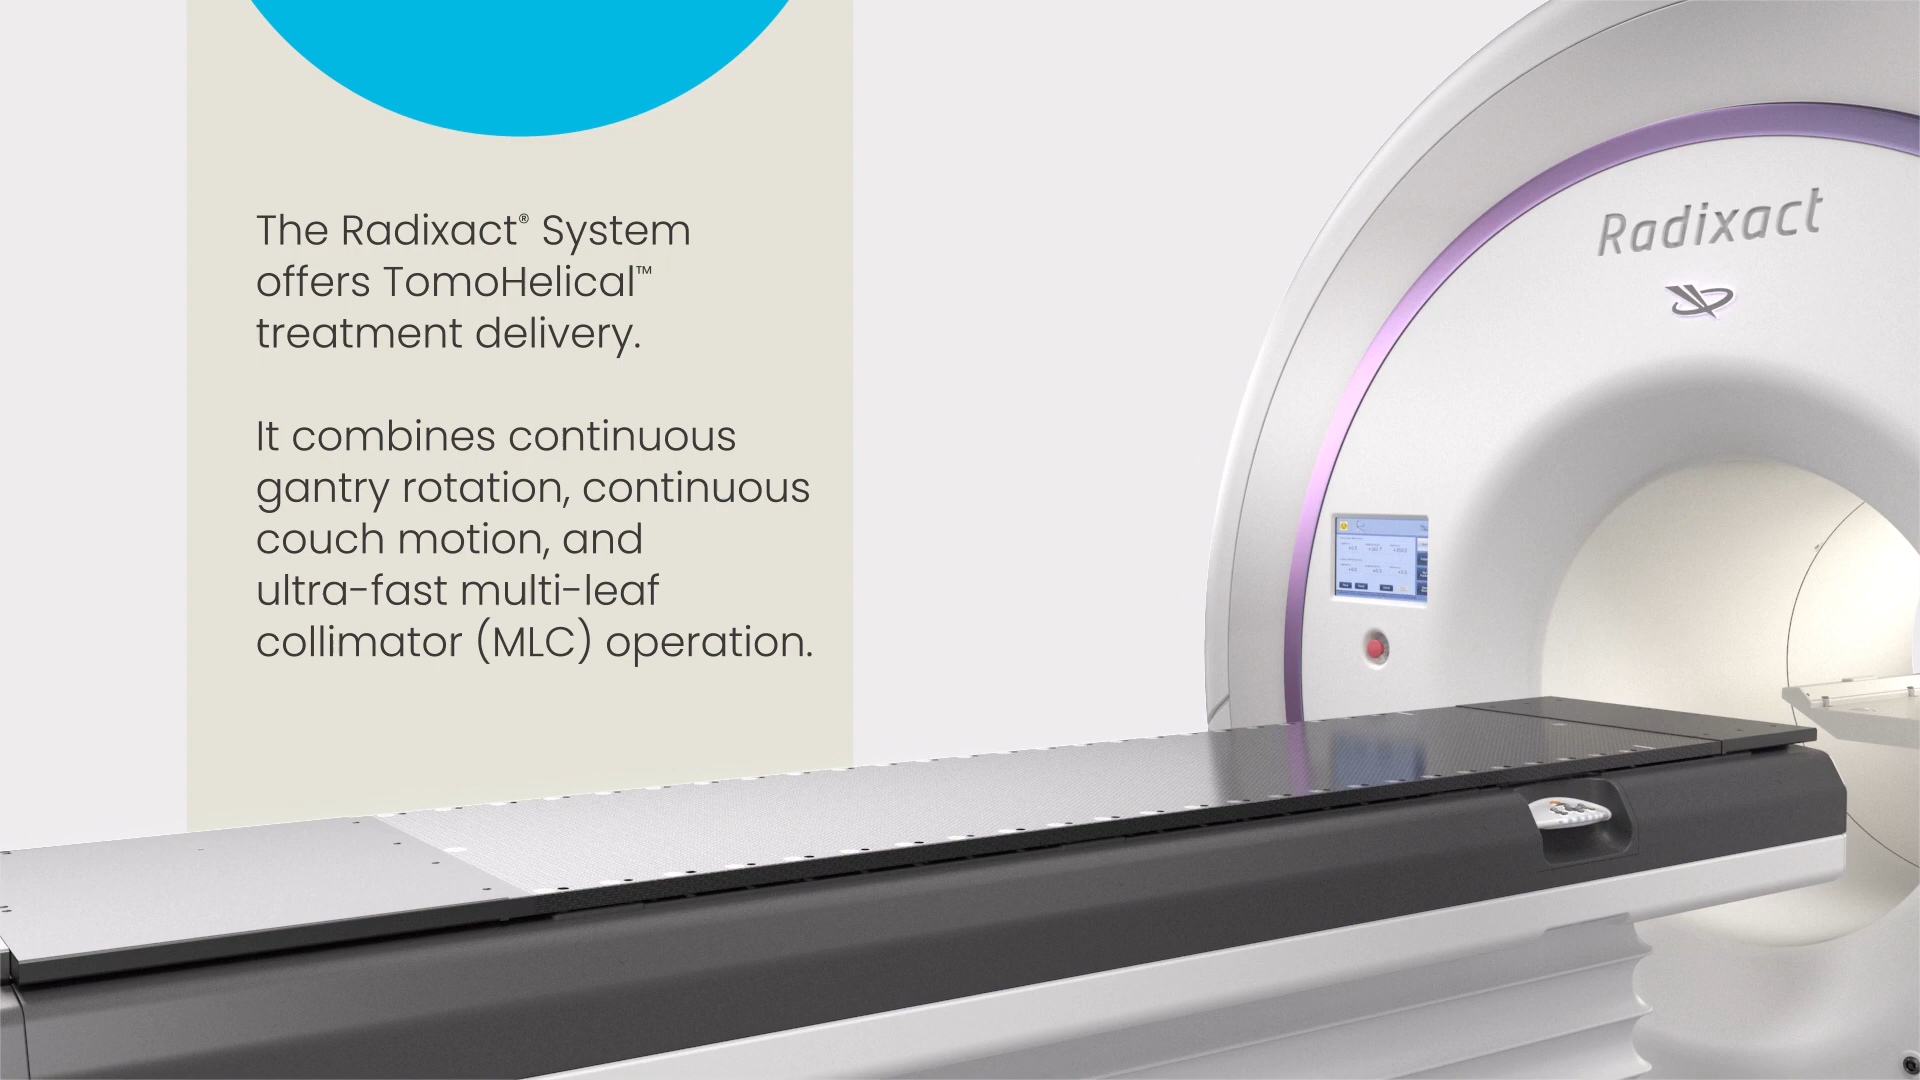 The Radixact® System
offers TomoHelical™
treatment delivery.
It combines continuous
gantry rotation, continuous
couch motion, and
ultra-fast multi-leaf
collimator (MLC) operation.
Radixact